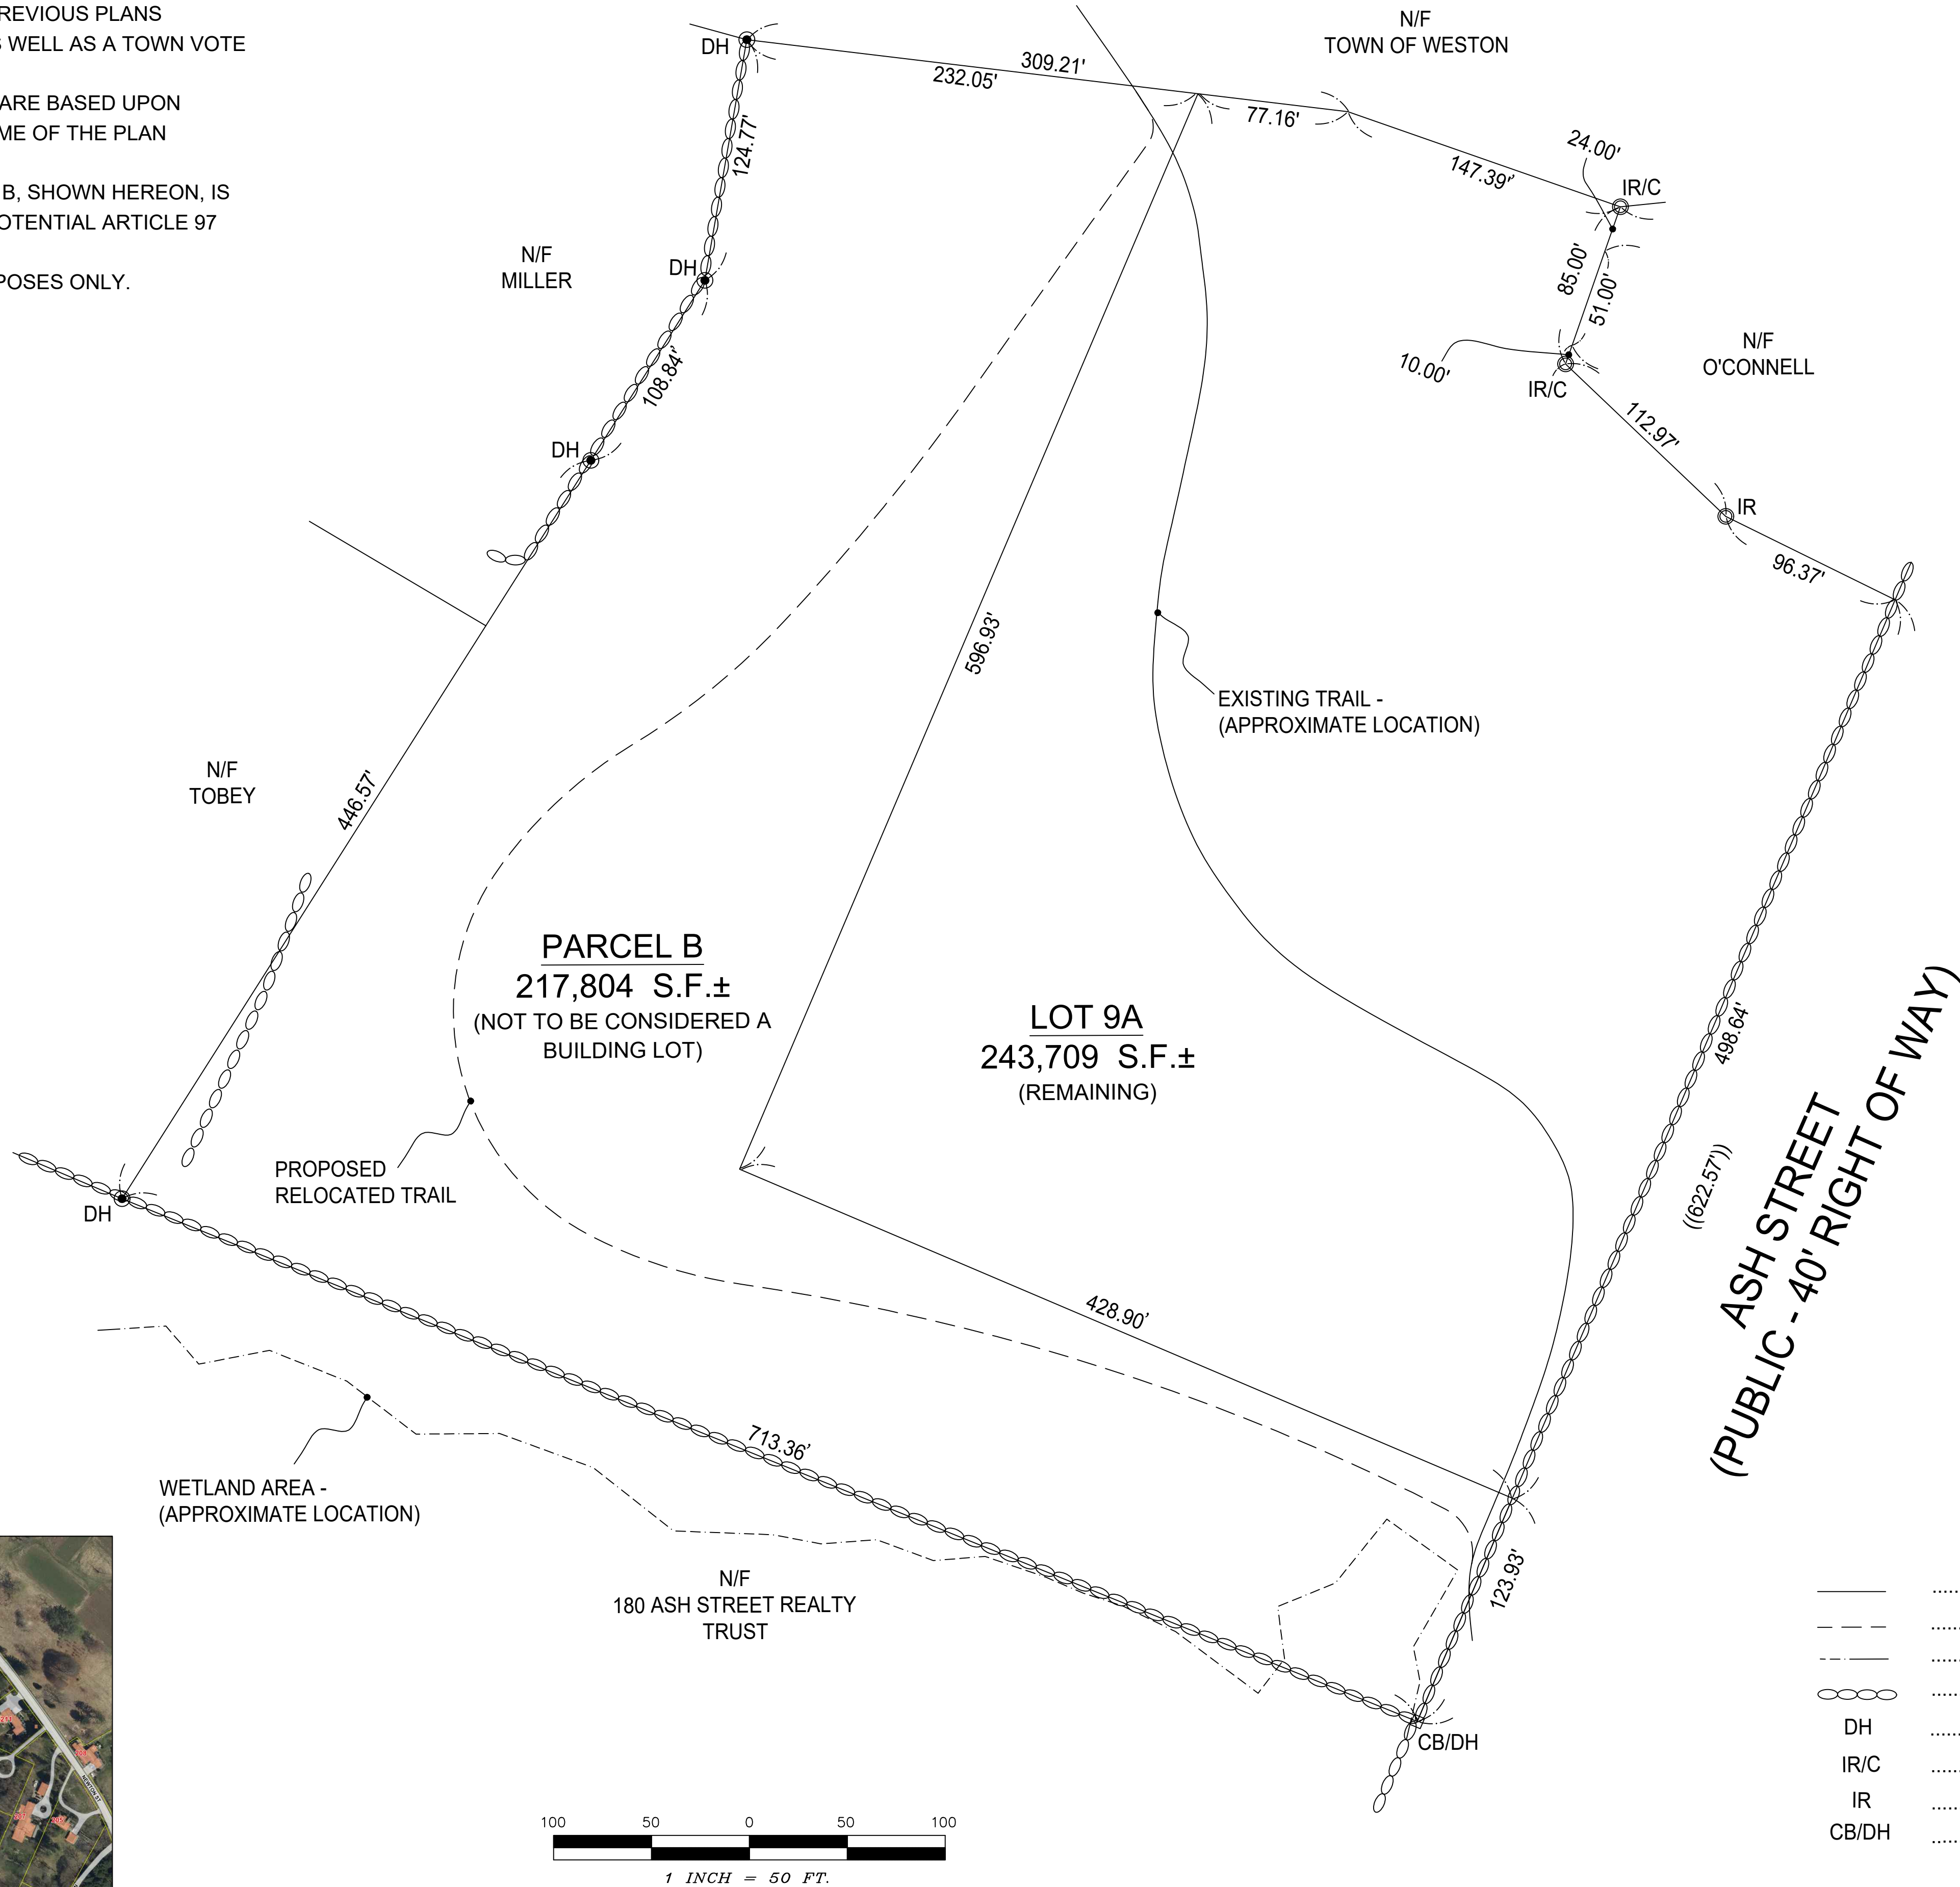 REVIOUS PLANS
S WELL AS A TOWN VOTE
ARE BASED UPON
ME OF THE PLAN
B, SHOWN HEREON, IS
OTENTIAL ARTICLE 97
POSES ONLY.
N/F
TOWN OF WESTON
DH
309.21'
232.05'
77.16'
24.00'
147.39'
IR/C
124.77'
N/F
MILLER
DH
85.00'
51.00'
N/F
O'CONNELL
108.84'
10.00'
IR/C
112.97'
DH
IR
96.37'
596.93'
EXISTING TRAIL -
(APPROXIMATE LOCATION)
N/F
TOBEY
446.57'
PARCEL B
217,804 S.F.±
(NOT TO BE CONSIDERED A
BUILDING LOT)
LOT 9A
243,709 S.F.±
(REMAINING)
498.64'
((622.57'))
ASH STREET
(PUBLIC - 40' RIGHT OF WAY)
PROPOSED
RELOCATED TRAIL
DH
428.90'
713.36'
WETLAND AREA -
(APPROXIMATE LOCATION)
N/F
180 ASH STREET REALTY
TRUST
123.93'
CB/DH
DH
IR/C
IR
CB/DH
100 50 0 50 100
1 INCH = 50 FT.